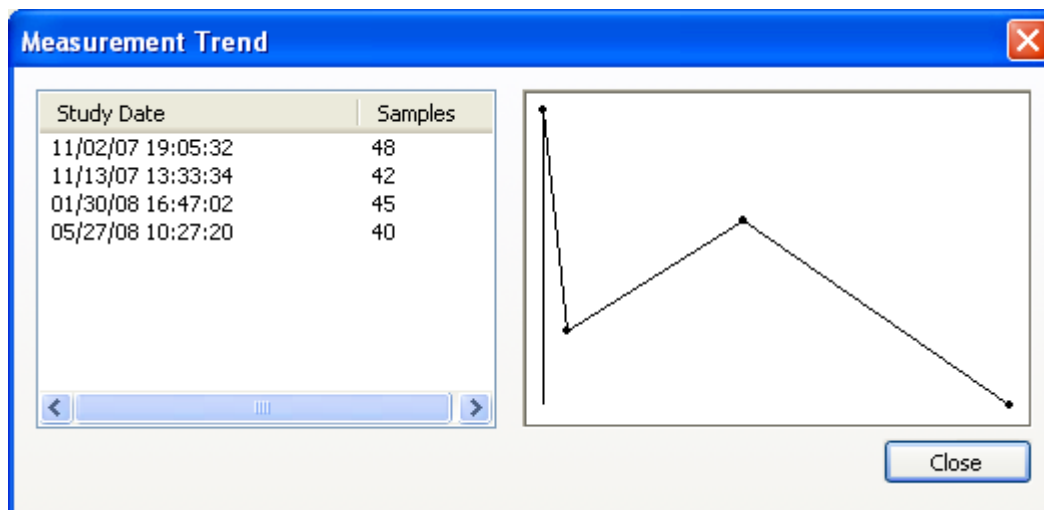 Measurement Trend
Study Date Samples
11/02/07 19:05:32 48
11/13/07 13:33:34 42
01/30/08 16:47:02 45
05/27/08 10:27:20 40
Close